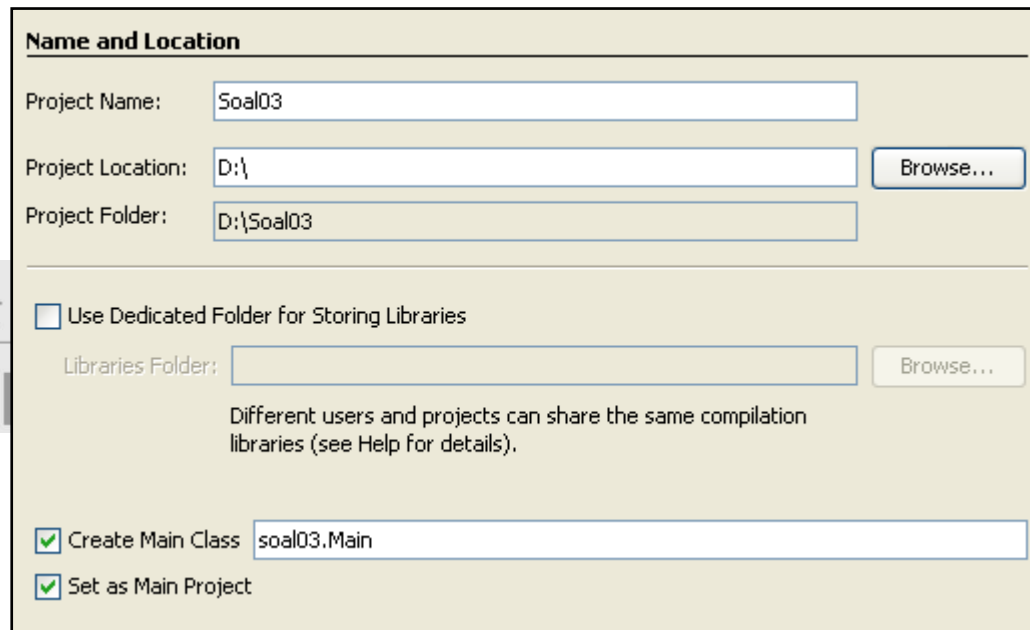 Name and Location
Project Name: Soal03
Project Location: D:\ Browse...
Project Folder: D:\Soal03
Use Dedicated Folder for Storing Libraries
Libraries Folder: Browse...
Different users and projects can share the same compilation
libraries (see Help for details).
Create Main Class soal03.Main
Set as Main Project